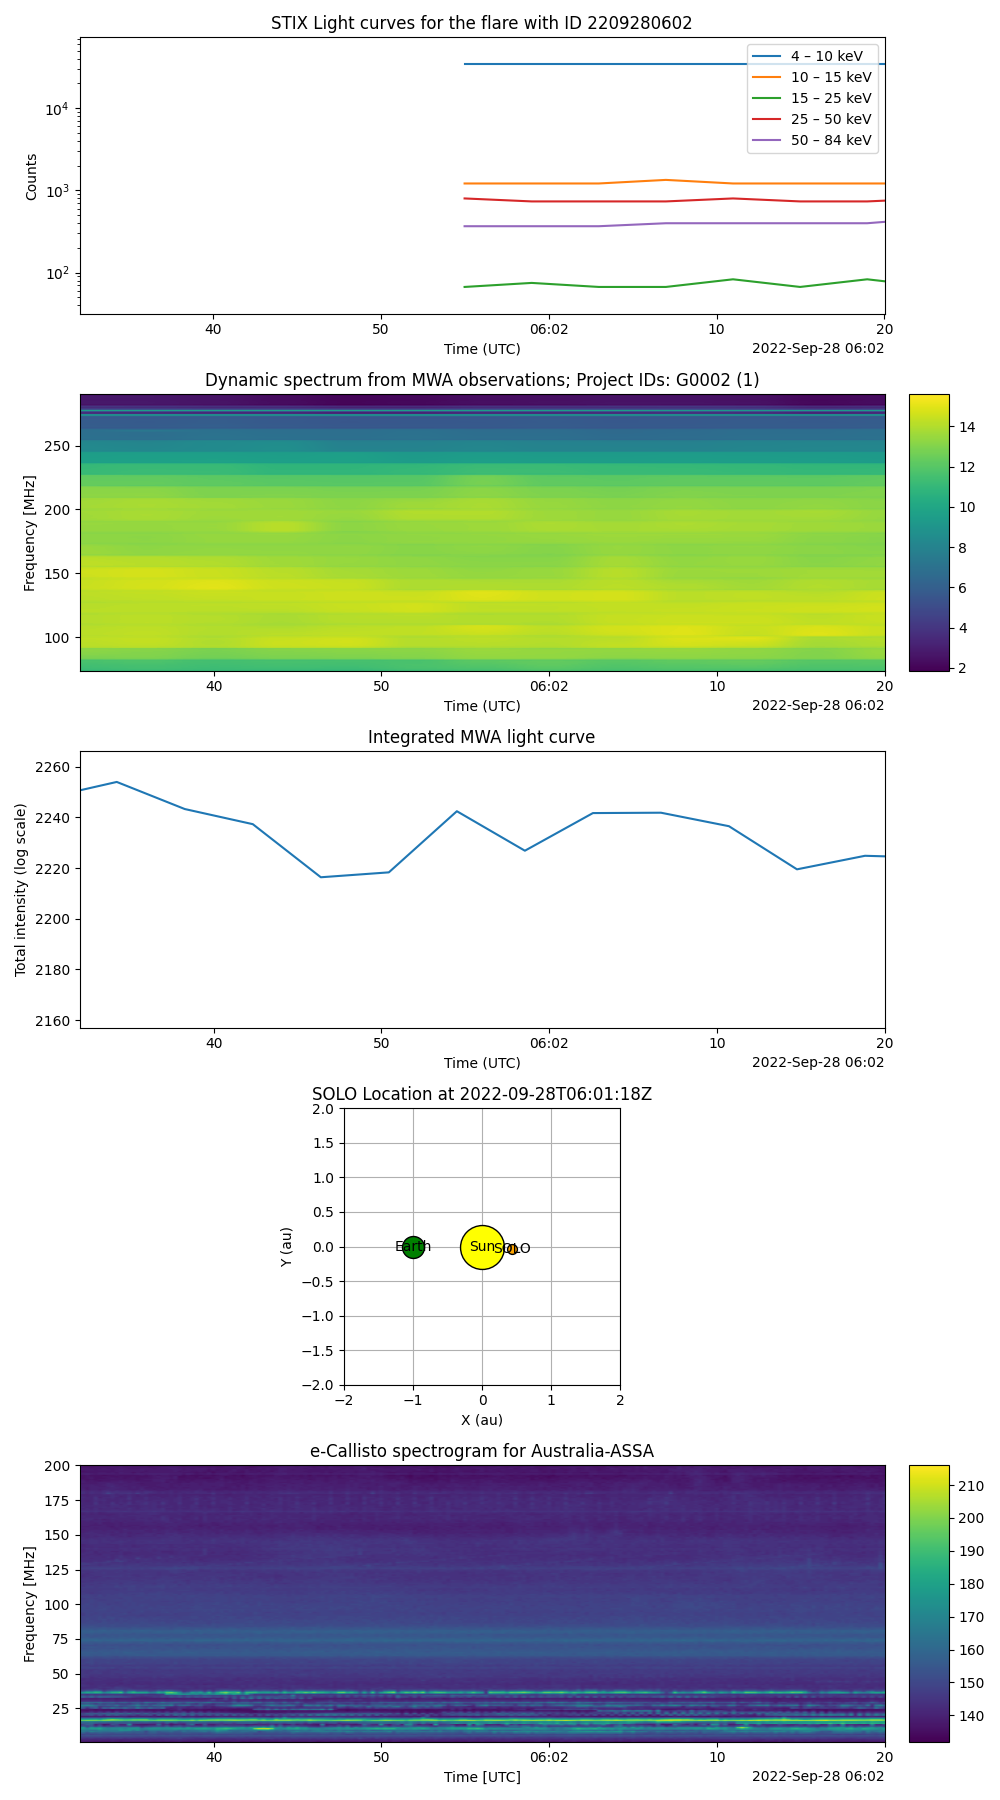 STIX Light curves for the flare with ID 2209280602
4 – 10 keV
10 – 15 keV
15 – 25 keV
25 – 50 keV
50 – 84 keV
Counts
10^4
10^3
10^2
40 50 06:02 10 20
Time (UTC)
2022-Sep-28 06:02
Dynamic spectrum from MWA observations; Project IDs: G0002 (1)
Frequency [MHz]
250
200
150
100
14
12
10
8
6
4
2
40 50 06:02 10 20
Time (UTC)
2022-Sep-28 06:02
Integrated MWA light curve
Total intensity (log scale)
2260
2240
2220
2200
2180
2160
40 50 06:02 10 20
Time (UTC)
2022-Sep-28 06:02
SOLO Location at 2022-09-28T06:01:18Z
Y (au)
2.0
1.5
1.0
0.5
0.0
−0.5
−1.0
−1.5
−2.0
Earth Sun SOLO
−2 −1 0 1 2
X (au)
e-Callisto spectrogram for Australia-ASSA
Frequency [MHz]
200
175
150
125
100
75
50
25
210
200
190
180
170
160
150
140
40 50 06:02 10 20
Time [UTC]
2022-Sep-28 06:02